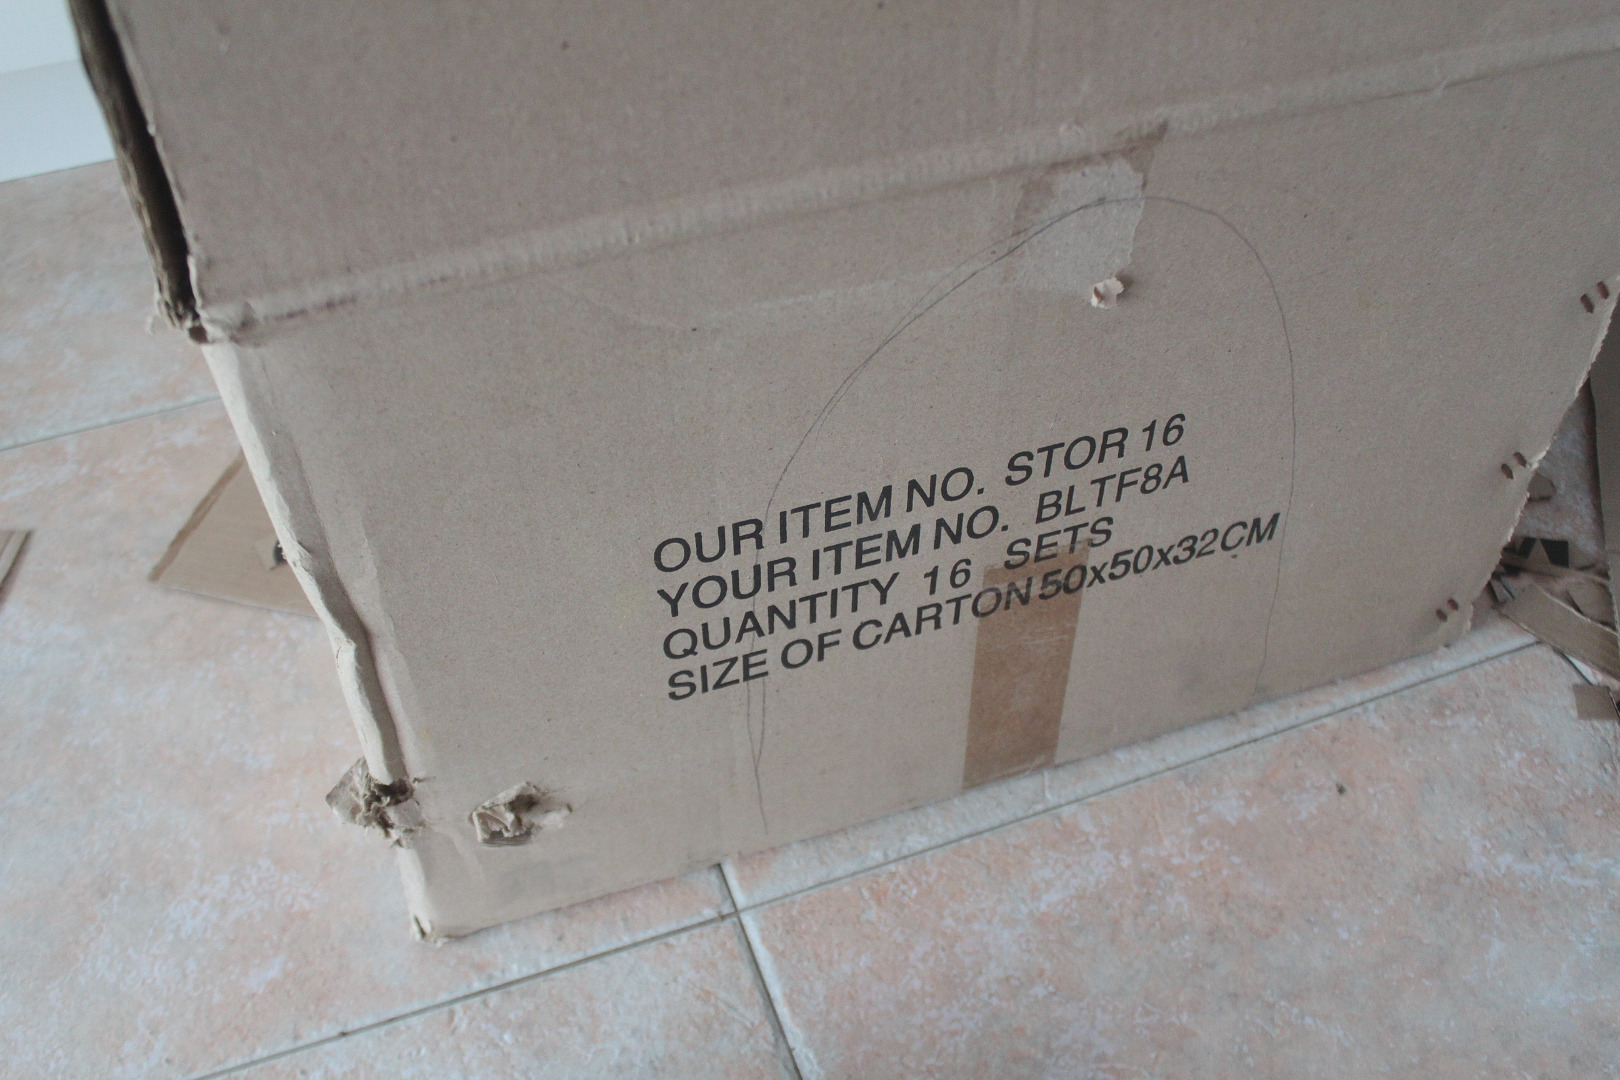 OUR ITEM NO. STOR 16
YOUR ITEM NO. BLTF8A
QUANTITY 16 SETS
SIZE OF CARTON 50x50x32CM